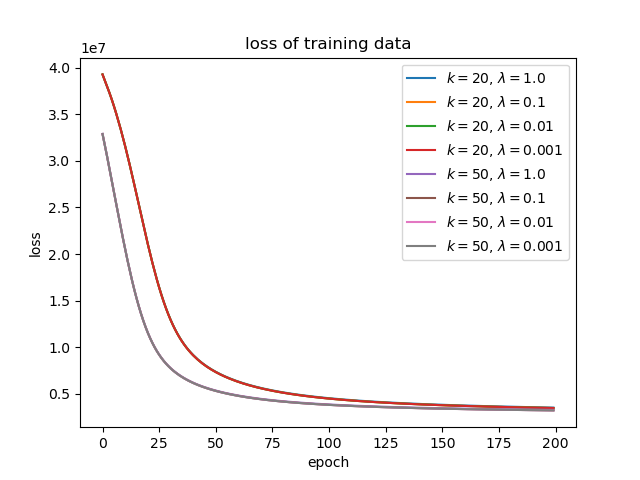 loss of training data
1e7
4.0
3.5
3.0
2.5
2.0
1.5
1.0
0.5
loss
k = 20, λ = 1.0
k = 20, λ = 0.1
k = 20, λ = 0.01
k = 20, λ = 0.001
k = 50, λ = 1.0
k = 50, λ = 0.1
k = 50, λ = 0.01
k = 50, λ = 0.001
0 25 50 75 100 125 150 175 200
epoch